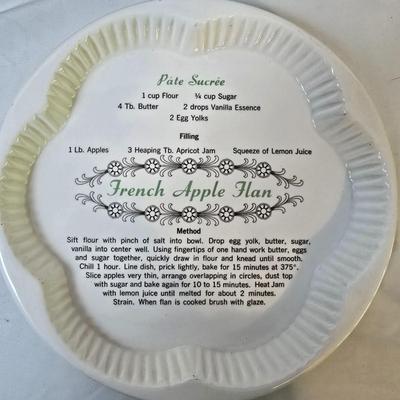 Pâte Sucrée
1 cup Flour ¼ cup Sugar
4 Tb. Butter 2 drops Vanilla Essence
2 Egg Yolks
Filling
1 Lb. Apples 3 Heaping Tb. Apricot Jam Squeeze of Lemon Juice
French Apple Flan
Method
Sift flour with pinch of salt into bowl. Drop egg yolk, butter, sugar,
vanilla into center well. Using fingertips of one hand work butter, eggs
and sugar together, quickly draw in flour and knead until smooth.
Chill 1 hour. Line dish, prick lightly, bake for 15 minutes at 375°.
Slice apples very thin, arrange overlapping in circles, dust top
with sugar and bake again for 10 to 15 minutes. Heat Jam
with lemon juice until melted for about 2 minutes.
Strain. When flan is cooked brush with glaze.